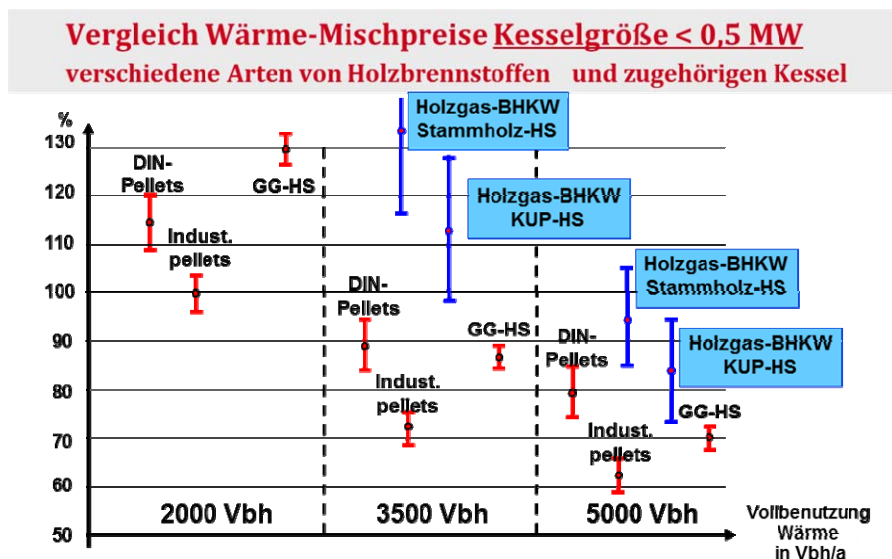 Vergleich Wärme-Mischpreise Kesselgröße < 0,5 MW
verschiedene Arten von Holzbrennstoffen und zugehörigen Kessel
%
130
120
110
100
90
80
70
60
50
DIN-
Pellets
Indust.
pellets
GG-HS
Holzgas-BHKW
Stammholz-HS
Holzgas-BHKW
KUP-HS
DIN-
Pellets
Indust.
pellets
GG-HS
Holzgas-BHKW
Stammholz-HS
Holzgas-BHKW
KUP-HS
DIN-
Pellets
Indust.
pellets
GG-HS
2000 Vbh
3500 Vbh
5000 Vbh
Vollbenutzung
Wärme
in Vbh/a